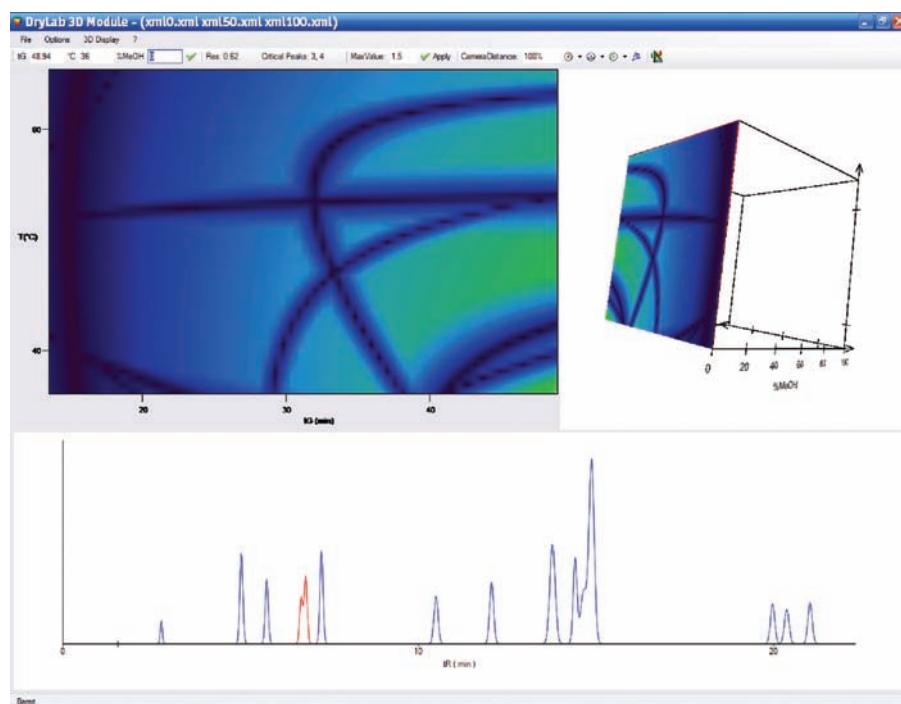 DryLab 3D Module - (xml0.xml xml50.xml xml100.xml)
File Options 3D Display ?
tG 48.94 °C 36 %MeOH Res: 0.62 Critical Peaks: 3, 4 MaxValue: 1.5 Apply CameraDistance: 100%
T(°C)
40
20 30 40
tG (min)
0 20 40 60 80 100
%MeOH
0 10 20
tR ( min )